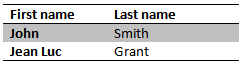 First name Last name
John Smith
Jean Luc Grant